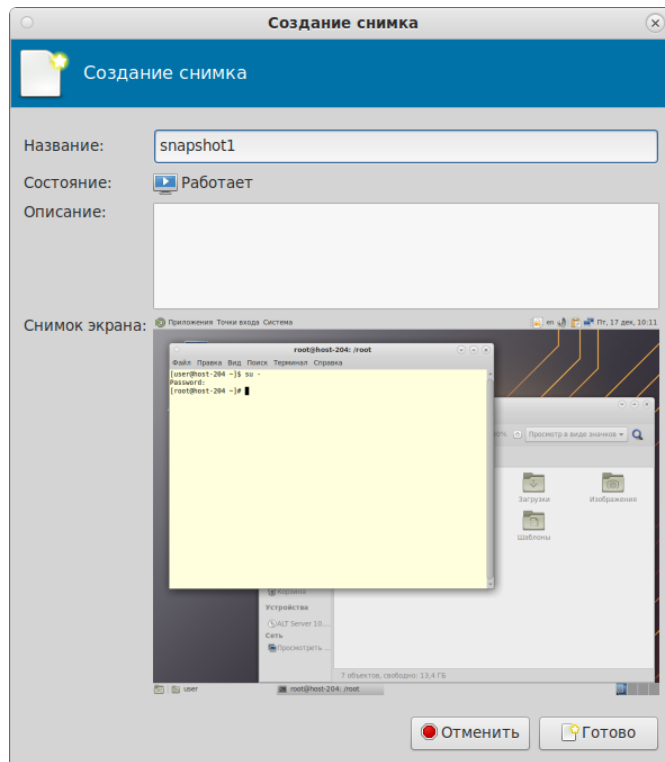 Создание снимка
Создание снимка
Название: snapshot1
Состояние: Работает
Описание:
Снимок экрана:
Приложения Точки входа Система en Пт, 17 дек, 10:11
root@host-204: /root
Файл Правка Вид Поиск Терминал Справка
[user@host-204 ~]$ su -
Password:
[root@host-204 ~]#
Просмотр в виде значков
Загрузки Изображения
Шаблоны
Корзина
Устройства
ALT Server 10....
Сеть
Просмотреть ...
7 объектов, свободно: 13,4 ГБ
user root@host-204: /root
Отменить Готово